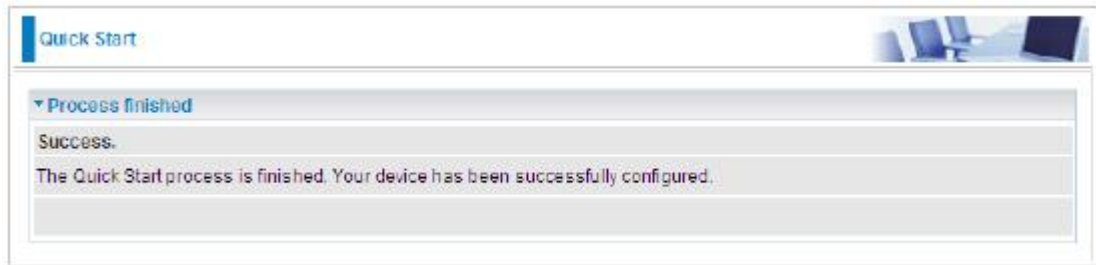 Quick Start
Process finished
Success.
The Quick Start process is finished. Your device has been successfully configured.